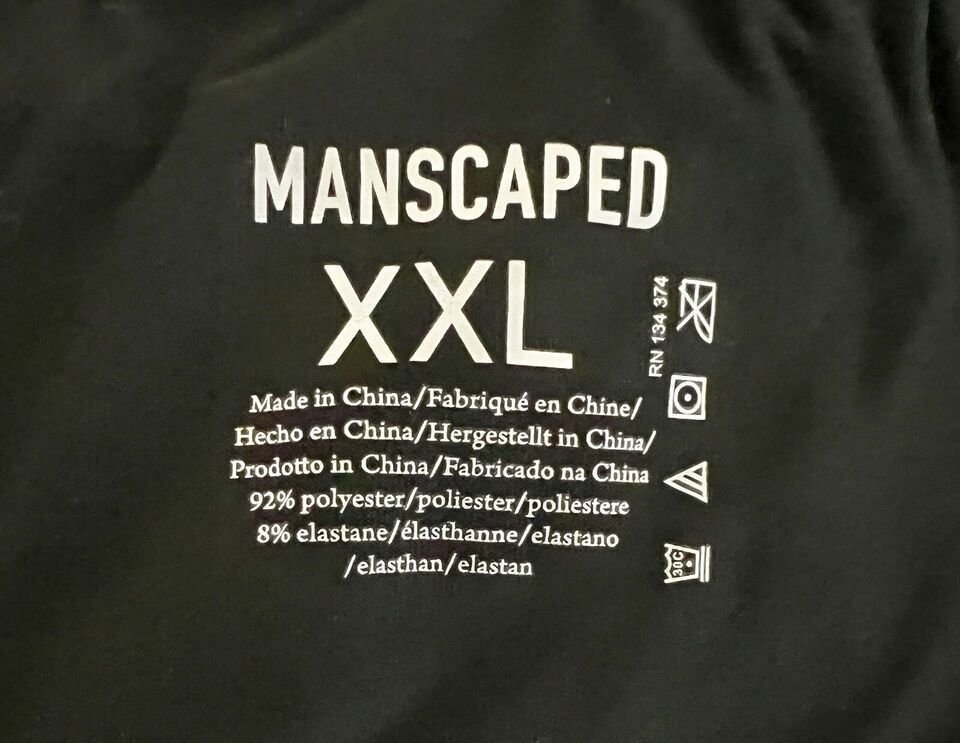 MANSCAPED
XXL
Made in China/Fabriqué en Chine/
Hecho en China/Hergestellt in China/
Prodotto in China/Fabricado na China
92% polyester/poliester/poliestere
8% elastane/élasthanne/elastano
/elasthan/elastan
RN 134 374
30C